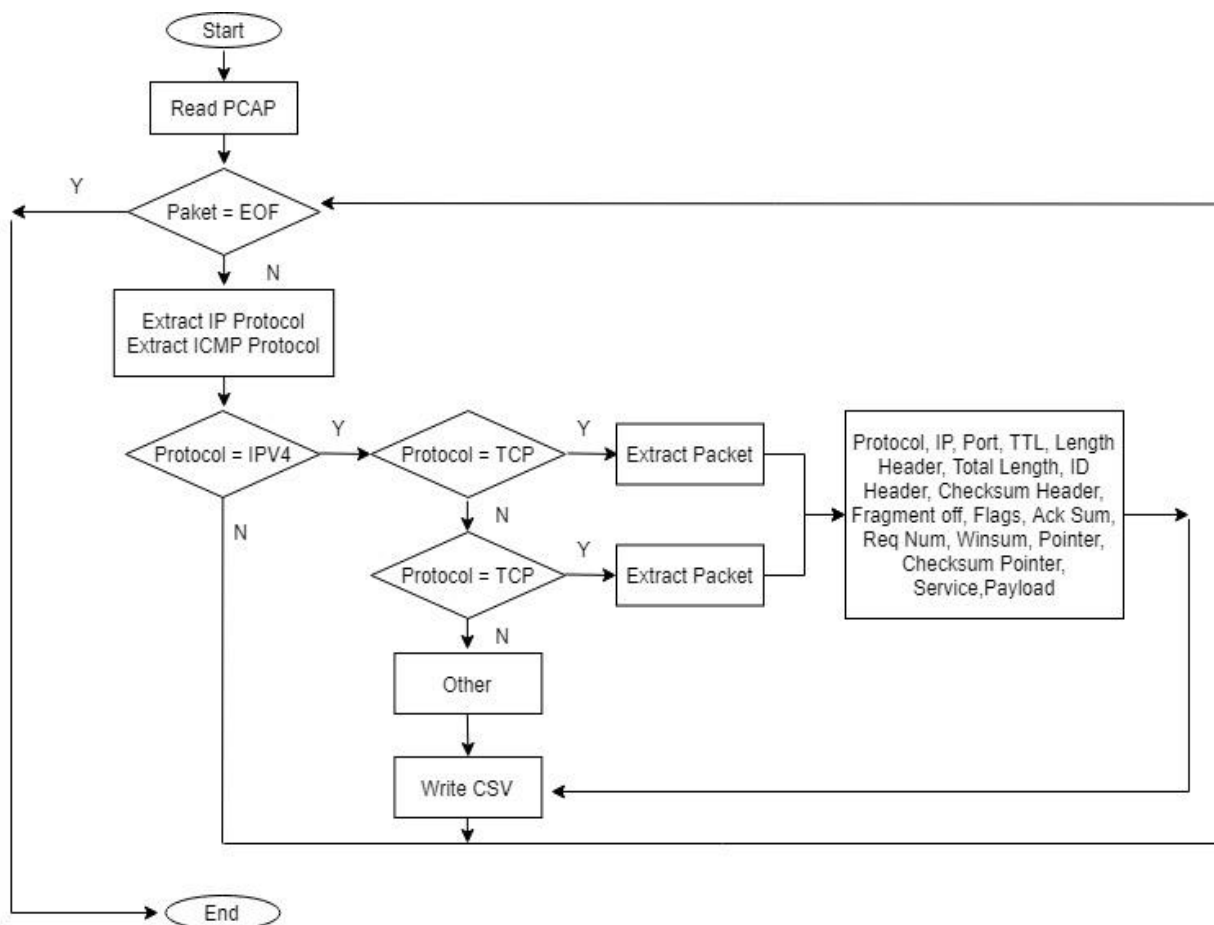 Start
Read PCAP
Y
Paket = EOF
N
Extract IP Protocol
Extract ICMP Protocol
Protocol = IPV4
Y
Protocol = TCP
Y
Extract Packet
Protocol, IP, Port, TTL, Length
Header, Total Length, ID
Header, Checksum Header,
Fragment off, Flags, Ack Sum,
Req Num, Winsum, Pointer,
Checksum Pointer,
Service,Payload
N
N
Protocol = TCP
Y
Extract Packet
N
Other
Write CSV
End